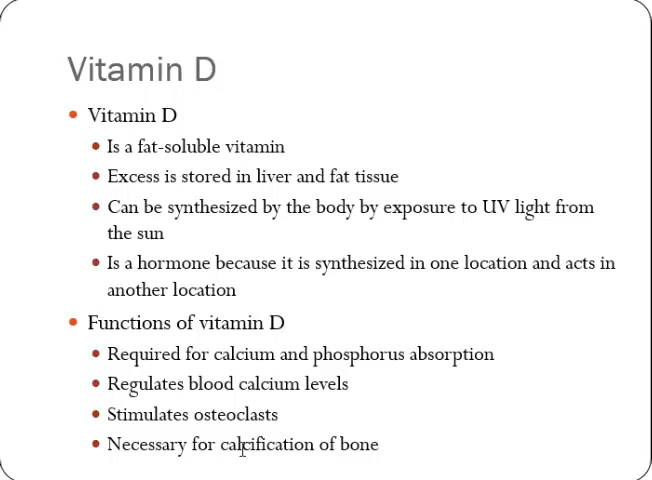 Vitamin D
• Vitamin D
• Is a fat-soluble vitamin
• Excess is stored in liver and fat tissue
• Can be synthesized by the body by exposure to UV light from
the sun
• Is a hormone because it is synthesized in one location and acts in
another location
• Functions of vitamin D
• Required for calcium and phosphorus absorption
• Regulates blood calcium levels
• Stimulates osteoclasts
• Necessary for calcification of bone